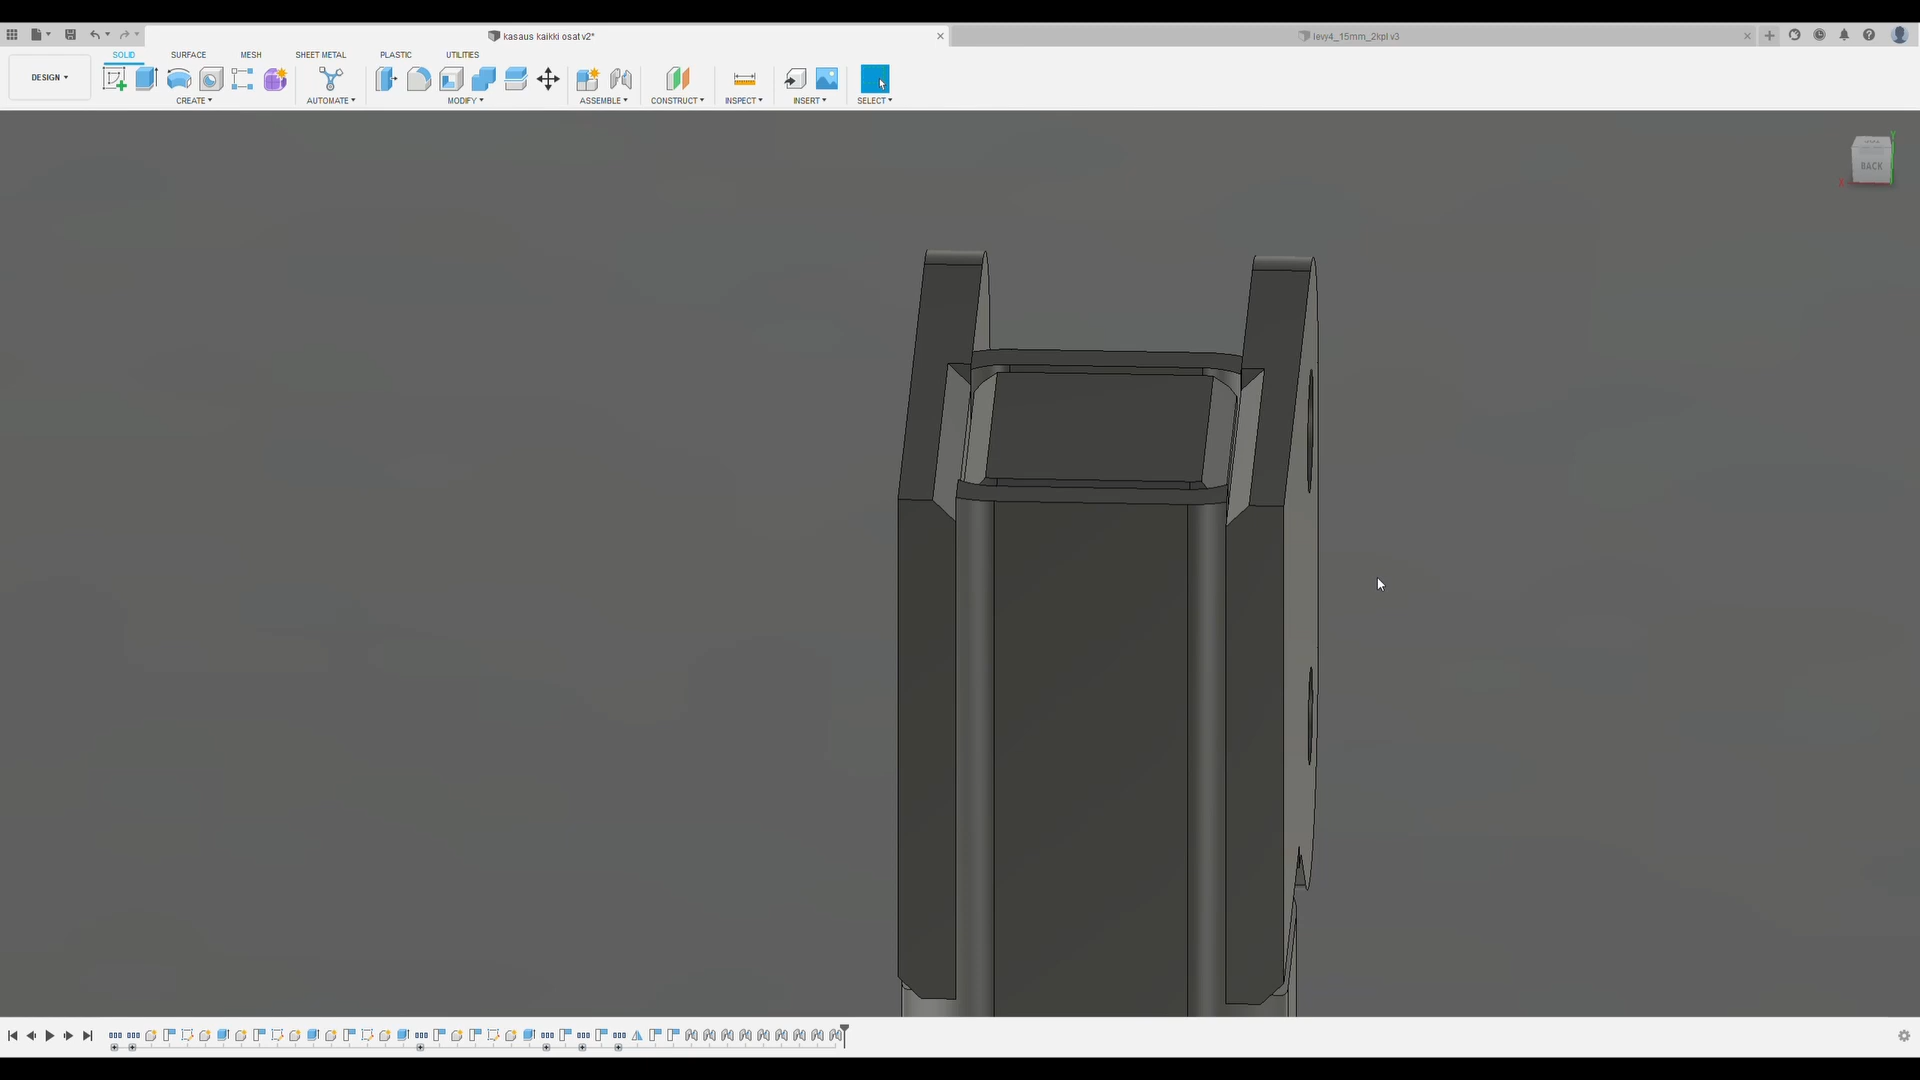 kasaus kaikki osat v2*
levy4_15mm_2kpl v3
SOLID SURFACE MESH SHEET METAL PLASTIC UTILITIES
DESIGN
CREATE AUTOMATE MODIFY ASSEMBLE CONSTRUCT INSPECT INSERT SELECT
Y
BACK
X